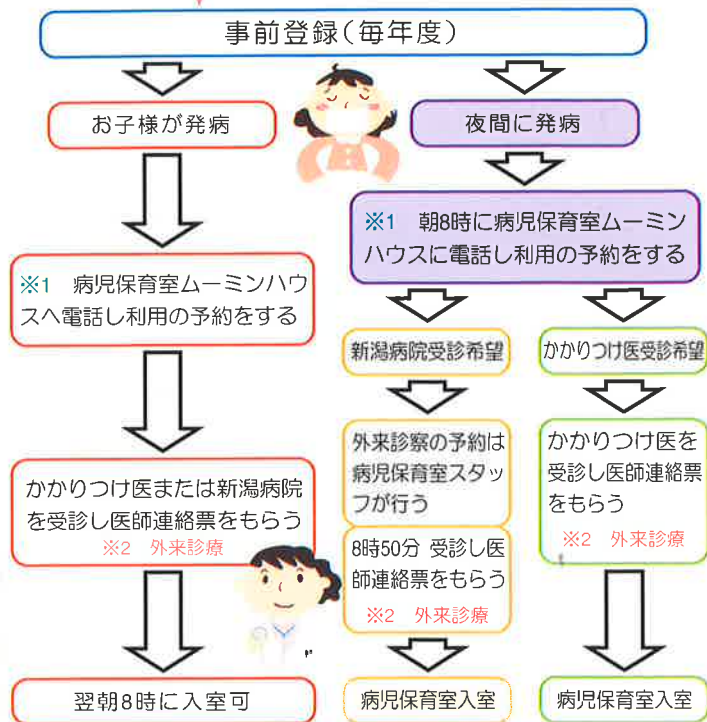 事前登録(毎年度)
お子様が発病
夜間に発病
※1 朝8時に病児保育室ムーミン
ハウスに電話し利用の予約をする
※1 病児保育室ムーミンハウ
スへ電話し利用の予約をする
新潟病院受診希望
かかりつけ医受診希望
外来診察の予約は
病児保育室スタッ
フが行う
かかりつけ医を
受診し医師連絡票
をもらう
※2 外来診療
かかりつけ医または新潟病院
を受診し医師連絡票をもらう
※2 外来診療
8時50分 受診し医
師連絡票をもらう
※2 外来診療
翌朝8時に入室可
病児保育室入室
病児保育室入室